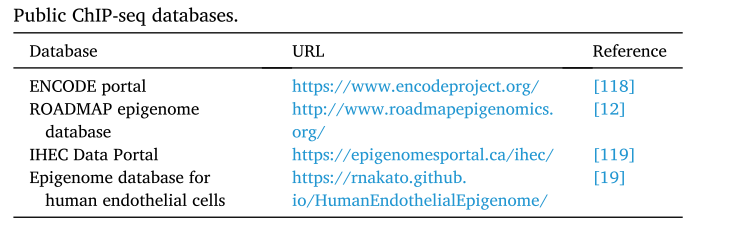 Public ChIP-seq databases.
Database URL Reference
ENCODE portal https://www.encodeproject.org/ [118]
ROADMAP epigenome http://www.roadmapepigenomics. [12]
database org/
IHEC Data Portal https://epigenomesportal.ca/ihec/ [119]
Epigenome database for https://rnakato.github. [19]
human endothelial cells io/HumanEndothelialEpigenome/